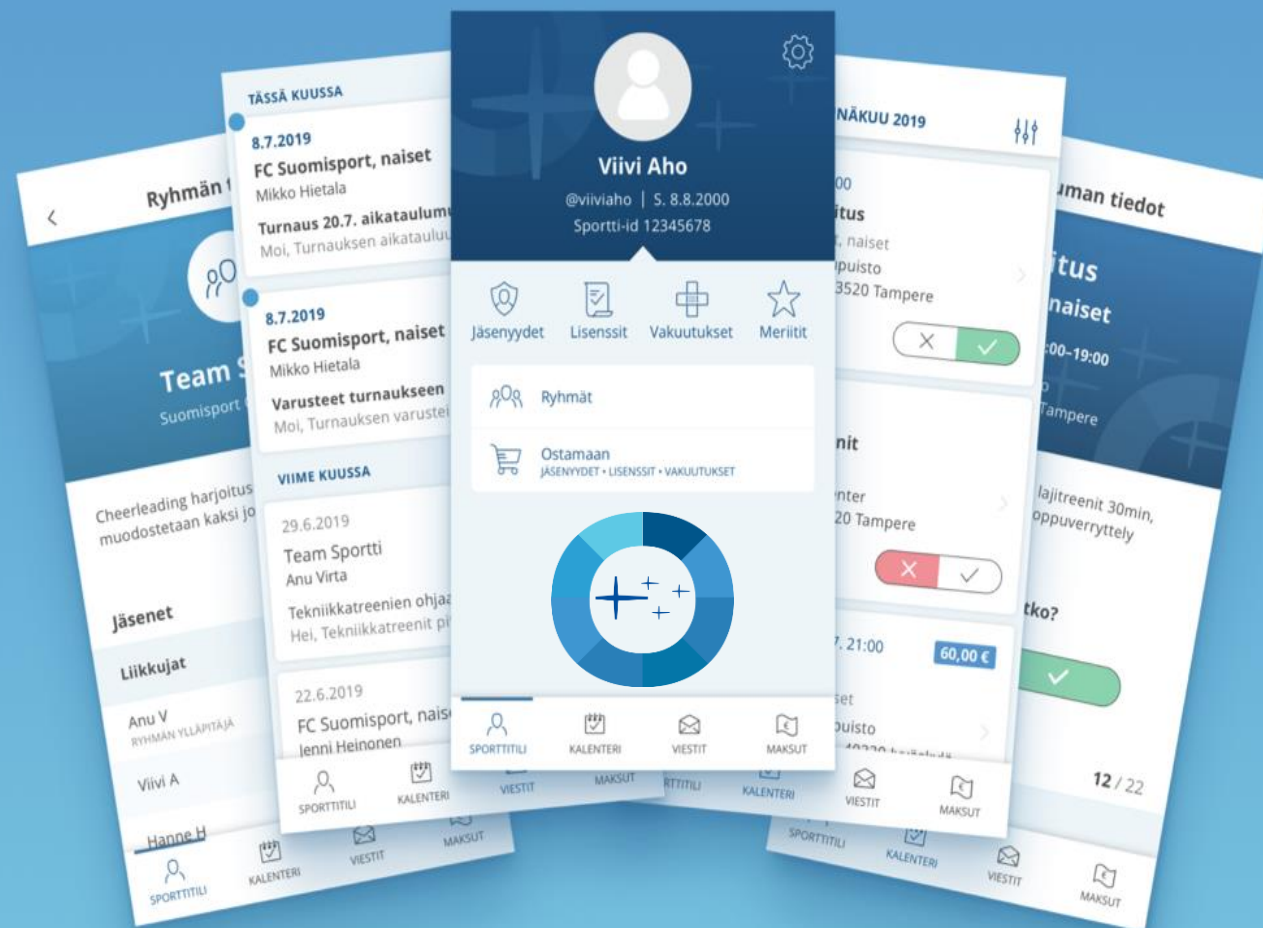 Ryhmän t
Team S
Suomisport
Cheerleading harjoitus
muodostetaan kaksi jo
Jäsenet
Liikkujat
Anu V
RYHMÄN YLLÄPITÄJÄ
Viivi A
Hanne H
SPORTTITILI
KALENTERI
VIESTIT
MAKSUT
TÄSSÄ KUUSSA
8.7.2019
FC Suomisport, naiset
Mikko Hietala
Turnaus 20.7. aikataulumu
Moi, Turnauksen aikatauluu
8.7.2019
FC Suomisport, naiset
Mikko Hietala
Varusteet turnaukseen
Moi, Turnauksen varustei
VIIME KUUSSA
29.6.2019
Team Sportti
Anu Virta
Tekniikkatreenien ohjaa
Hei, Tekniikkatreenit pi
22.6.2019
FC Suomisport, nais
Jenni Heinonen
SPORTTITILI
KALENTERI
VIESTIT
MAKSUT
Viivi Aho
@viiviaho | S. 8.8.2000
Sportti-id 12345678
Jäsenyydet
Lisenssit
Vakuutukset
Meriitit
Ryhmät
Ostamaan
JÄSENYYDET • LISENSSIT • VAKUUTUKSET
SPORTTITILI
KALENTERI
VIESTIT
MAKSUT
NÄKUU 2019
00
itus
, naiset
puisto
3520 Tampere
nit
nter
20 Tampere
7. 21:00
60,00 €
set
puisto
RTTITILI
KALENTERI
VIESTIT
MAKSUT
uman tiedot
itus
naiset
:00–19:00
o
Tampere
lajitreenit 30min,
oppuverryttely
tko?
12 / 22
SPORTTITILI
KALENTERI
VIESTIT
MAKSUT